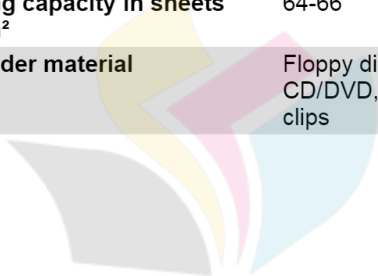 g capacity in sheets 64-66
²
der material Floppy di
CD/DVD,
clips